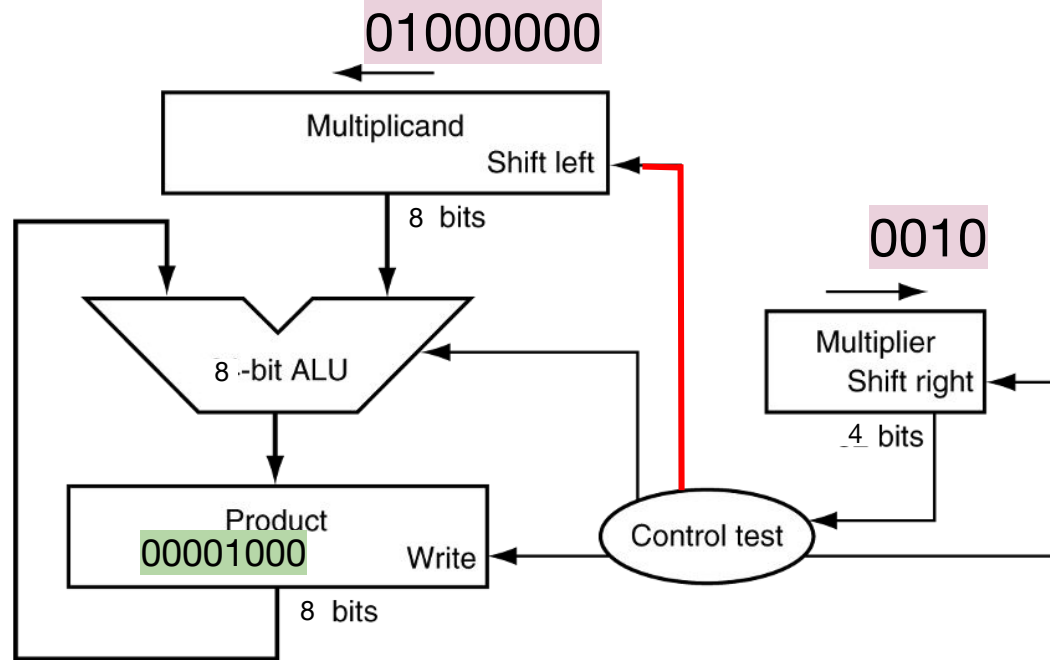 01000000
Multiplicand
Shift left
8 bits
0010
Multiplier
Shift right
8 -bit ALU
4 bits
Product
00001000
Write
Control test
8 bits